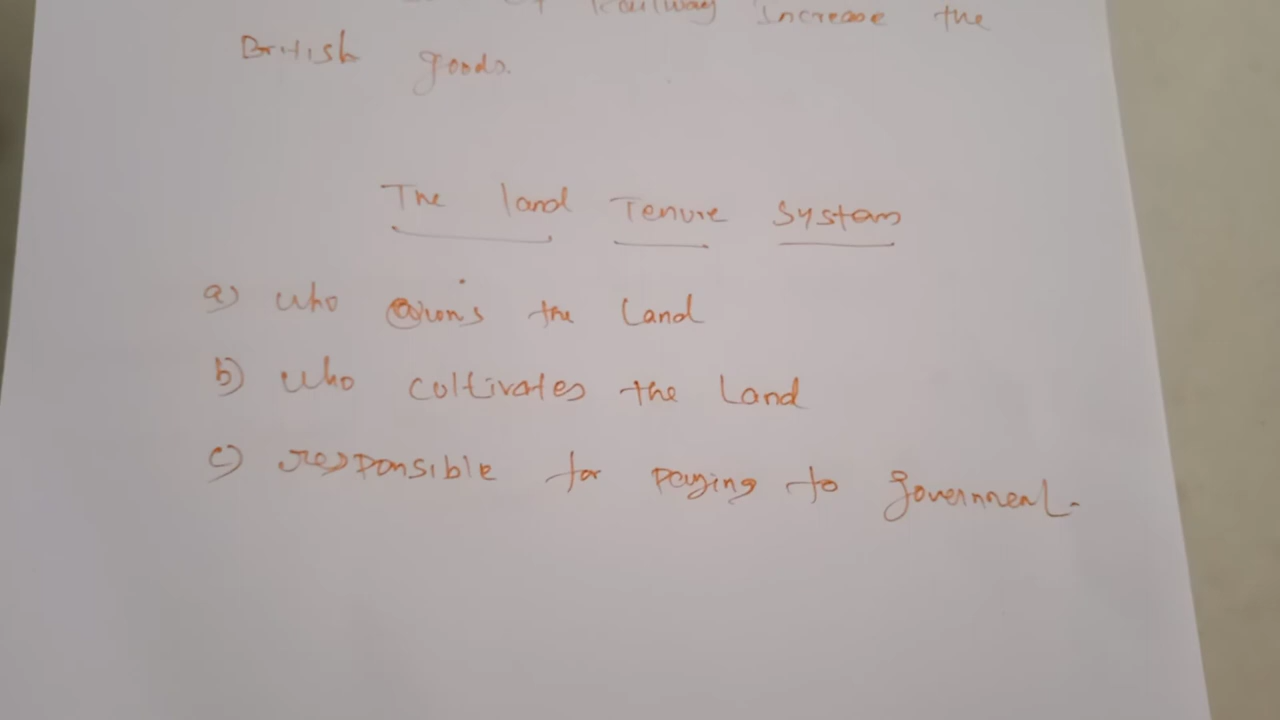 Railway Increase the
British goods.
The land Tenure System
a) who owns the Land
b) who cultivates the Land
c) responsible for paying to government.